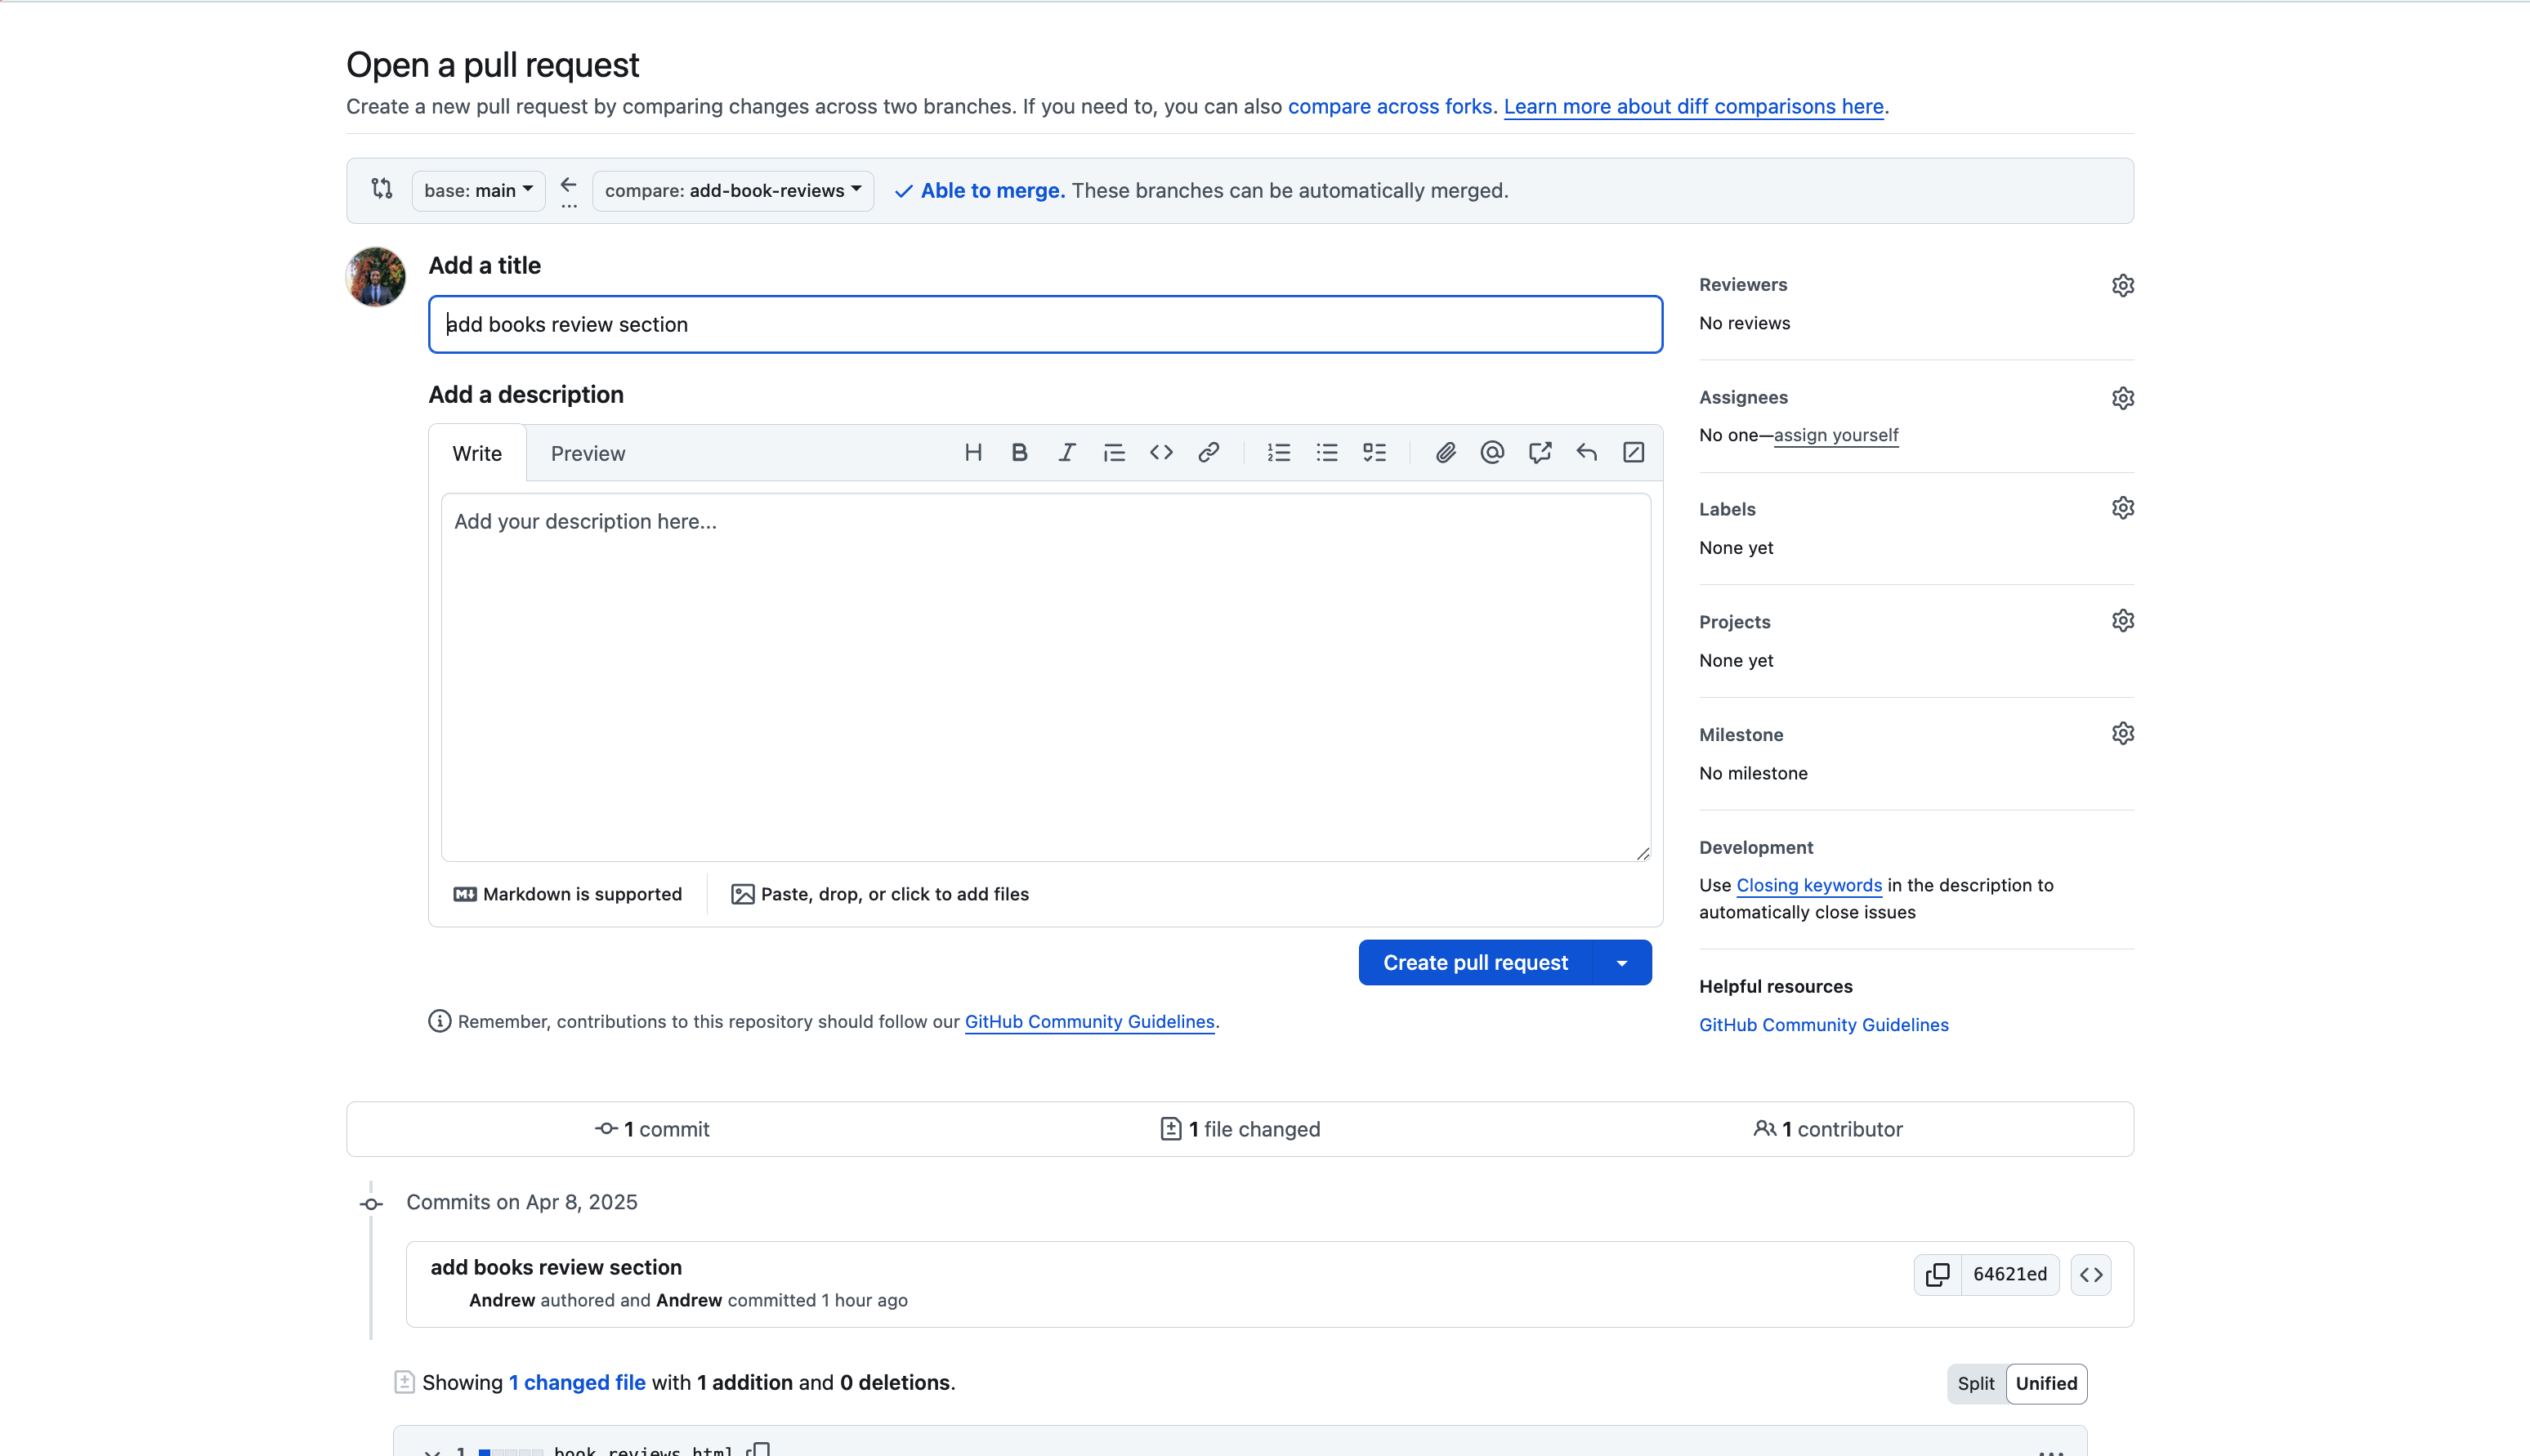 Open a pull request
Create a new pull request by comparing changes across two branches. If you need to, you can also compare across forks. Learn more about diff comparisons here.
base: main
compare: add-book-reviews
Able to merge. These branches can be automatically merged.
Add a title
add books review section
Add a description
Write
Preview
Add your description here...
Markdown is supported
Paste, drop, or click to add files
Create pull request
Remember, contributions to this repository should follow our GitHub Community Guidelines.
Reviewers
No reviews
Assignees
No one—assign yourself
Labels
None yet
Projects
None yet
Milestone
No milestone
Development
Use Closing keywords in the description to
automatically close issues
Helpful resources
GitHub Community Guidelines
1 commit
1 file changed
1 contributor
Commits on Apr 8, 2025
add books review section
Andrew authored and Andrew committed 1 hour ago
64621ed
Showing 1 changed file with 1 addition and 0 deletions.
Split
Unified
1 book_reviews.html